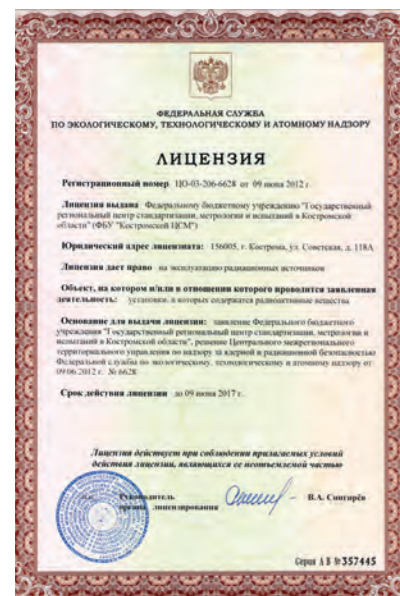 ФЕДЕРАЛЬНАЯ СЛУЖБА
ПО ЭКОЛОГИЧЕСКОМУ, ТЕХНОЛОГИЧЕСКОМУ И АТОМНОМУ НАДЗОРУ
ЛИЦЕНЗИЯ
Регистрационный номер ЦО-03-206-6628 от 09 июня 2012 г.
Лицензия выдана Федеральному бюджетному учреждению "Государственный
региональный центр стандартизации, метрологии и испытаний в Костромской
области" (ФБУ "Костромской ЦСМ")
Юридический адрес лицензиата: 156005, г. Кострома, ул. Советская, д. 118А
Лицензия дает право на эксплуатацию радиационных источников
Объект, на котором и/или в отношении которого проводится заявленная
деятельность: установки, в которых содержатся радиоактивные вещества
Основание для выдачи лицензии: заявление Федерального бюджетного
учреждения "Государственный региональный центр стандартизации, метрологии и
испытаний в Костромской области", решение Центрального межрегионального
территориального управления по надзору за ядерной и радиационной безопасностью
Федеральной службы по экологическому, технологическому и атомному надзору от
09.06.2012 г. № 6628
Срок действия лицензии до 09 июня 2017 г.
Лицензия действует при соблюдении прилагаемых условий
действия лицензии, являющихся ее неотъемлемой частью
Руководитель
органа лицензирования
В.А. Снигирёв
Серия А В № 357445